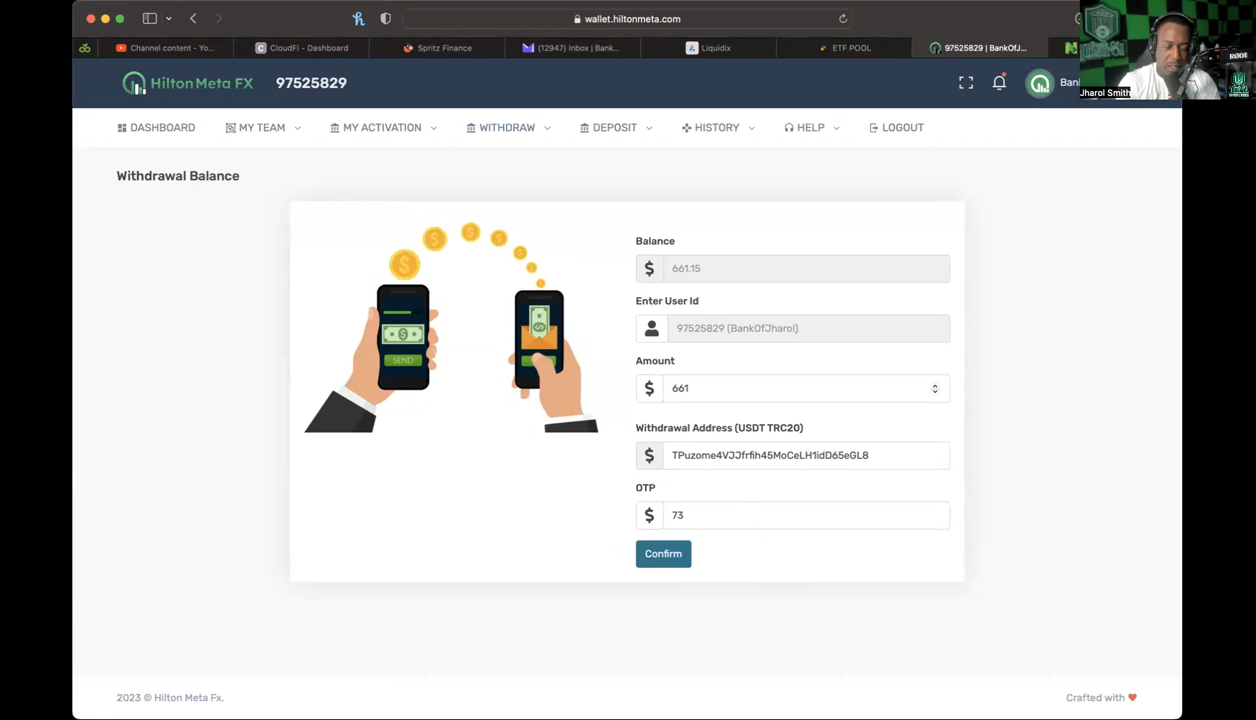 wallet.hiltonmeta.com
Channel content - Yo...
CloudFi - Dashboard
Spritz Finance
(12947) Inbox | Bank...
Liquidix
ETF POOL
97525829 | BankOfJ...
Hilton Meta FX
97525829
Ban
RØDE
Jharol Smith
DASHBOARD
MY TEAM
MY ACTIVATION
WITHDRAW
DEPOSIT
HISTORY
HELP
LOGOUT
Withdrawal Balance
SEND
Balance
$ 661.15
Enter User Id
97525829 (BankOfJharol)
Amount
$ 661
Withdrawal Address (USDT TRC20)
$ TPuzome4VJJfrfih45MoCeLH1idD65eGL8
OTP
$ 73
Confirm
2023 © Hilton Meta Fx.
Crafted with